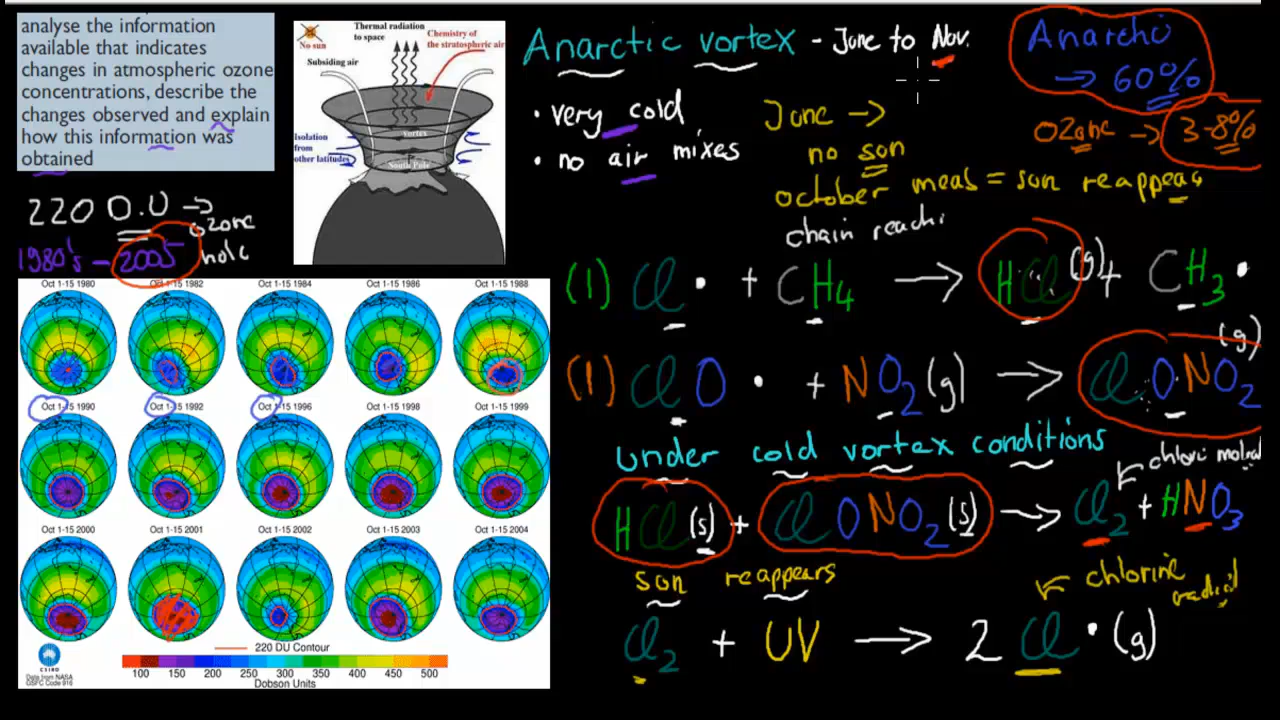 analyse the information
available that indicates
changes in atmospheric ozone
concentrations, describe the
changes observed and explain
how this information was
obtained
220 D.U →
ozone
hole
1980's - 2005
No sun
Thermal radiation
to space
Chemistry of
the stratospheric air
Subsiding air
Isolation
from
other latitudes
Vortex
South Pole
Anarctic vortex - June to Nov.
• very cold
• no air mixes
June →
no son
october meas = son reappeas
Anarctic
→ 60%
Ozone → 3-8%
chain reacti
(1) Cl • + CH4 → HCl (g) + CH3 •
(1) ClO • + NO2 (g) → ClONO2 (g)
under cold vortex conditions
HCl (s) + ClONO2 (s) → Cl2 + HNO3
son reappears
chlorine
radical
Cl2 + UV → 2 Cl • (g)
Oct 1-15 1980 Oct 1-15 1982 Oct 1-15 1984 Oct 1-15 1986 Oct 1-15 1988
Oct 1-15 1990 Oct 1-15 1992 Oct 1-15 1996 Oct 1-15 1998 Oct 1-15 1999
Oct 1-15 2000 Oct 1-15 2001 Oct 1-15 2002 Oct 1-15 2003 Oct 1-15 2004
220 DU Contour
100 150 200 250 300 350 400 450 500
Dobson Units
CSIRO
Data from NASA
GSFC Code 916